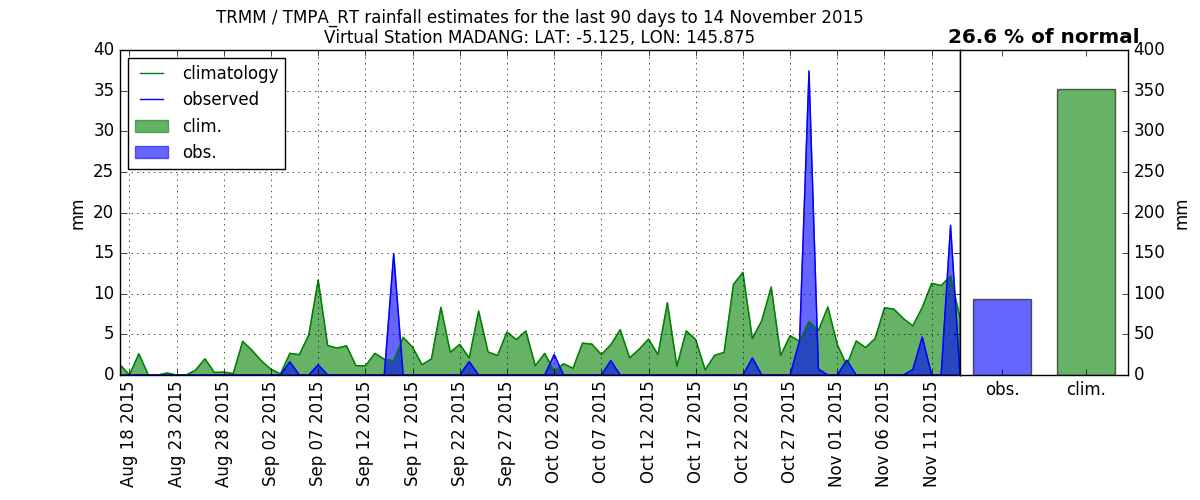 TRMM / TMPA_RT rainfall estimates for the last 90 days to 14 November 2015
Virtual Station MADANG: LAT: -5.125, LON: 145.875
26.6 % of normal
40
35
30
25
20
15
10
5
0
mm
climatology
observed
clim.
obs.
Aug 18 2015
Aug 23 2015
Aug 28 2015
Sep 02 2015
Sep 07 2015
Sep 12 2015
Sep 17 2015
Sep 22 2015
Sep 27 2015
Oct 02 2015
Oct 07 2015
Oct 12 2015
Oct 17 2015
Oct 22 2015
Oct 27 2015
Nov 01 2015
Nov 06 2015
Nov 11 2015
400
350
300
250
200
150
100
50
0
mm
obs.
clim.